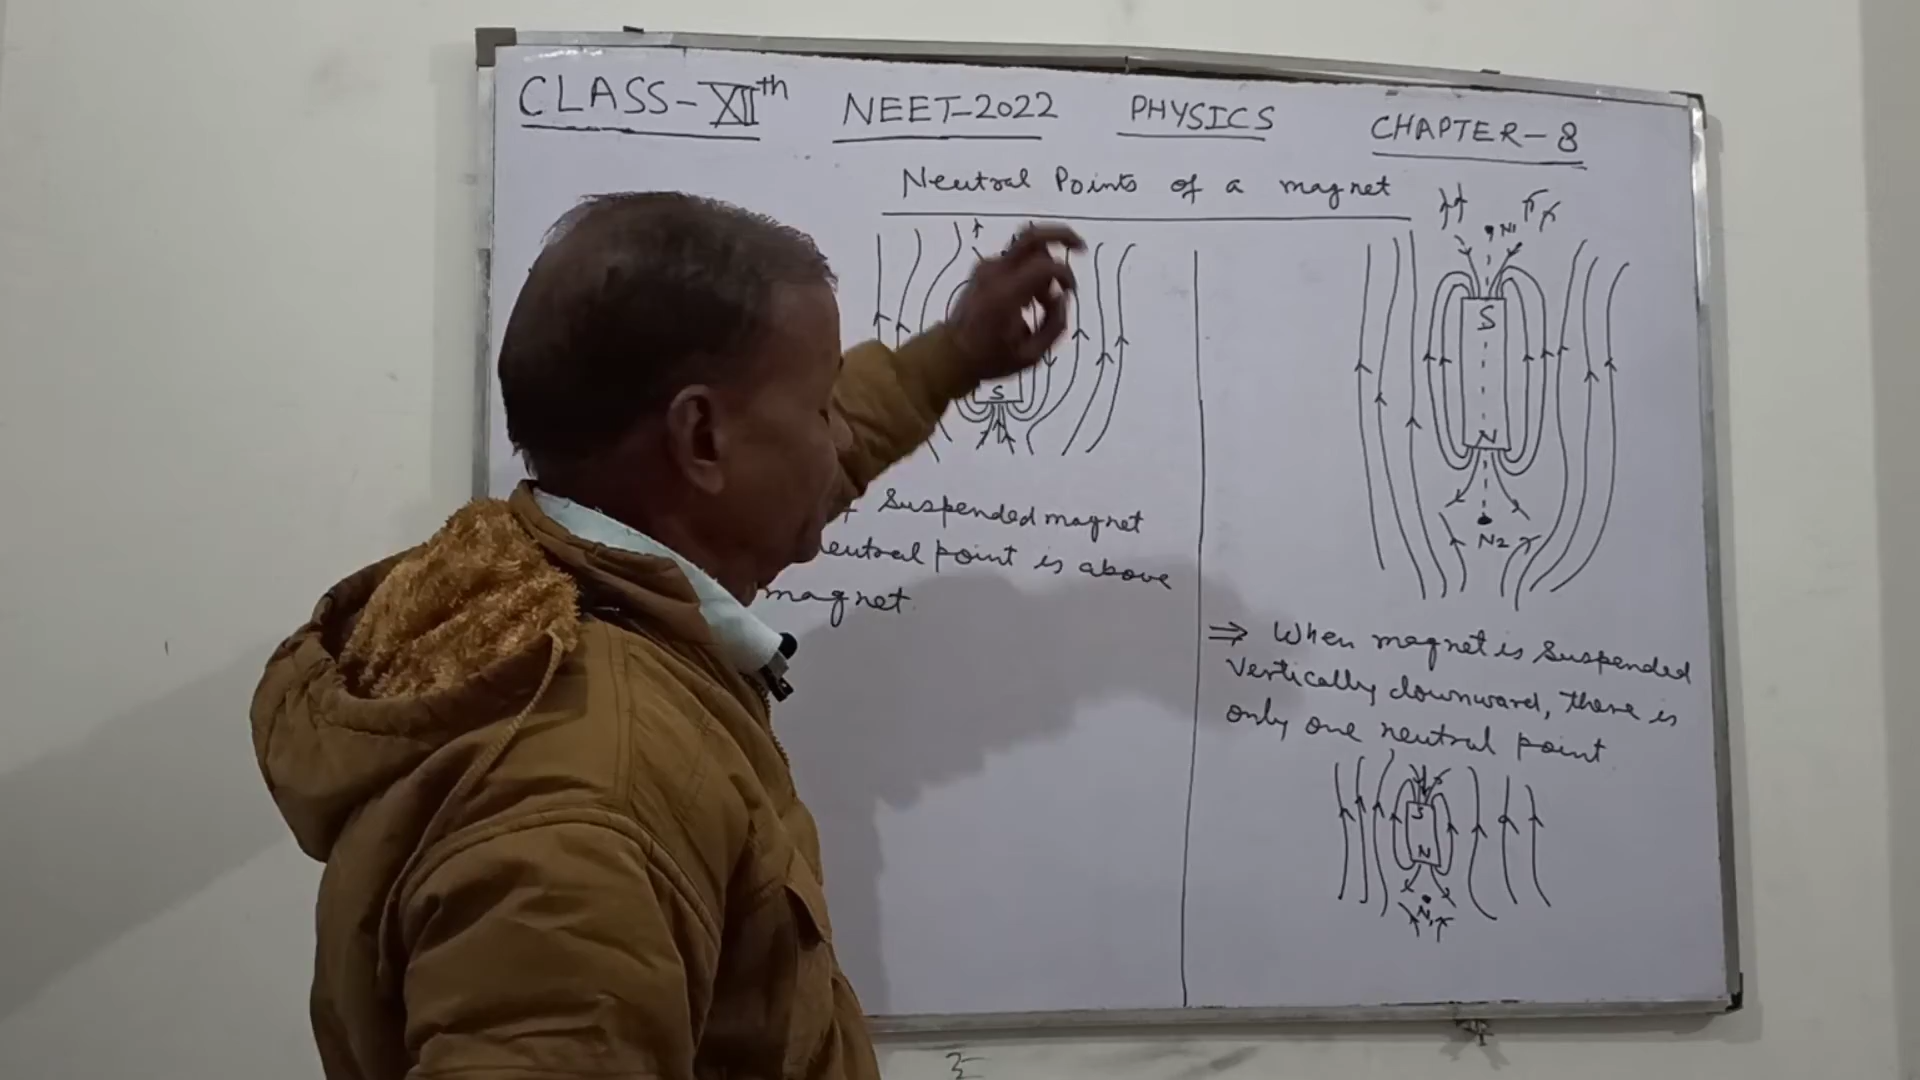 CLASS-XIIth NEET-2022 PHYSICS CHAPTER-8
Neutral Points of a magnet
S
Suspended magnet
neutral point is above
magnet.
N1
S
N
N2
⇒ When magnet is suspended
vertically downward, there is
only one neutral point
S
N
N1